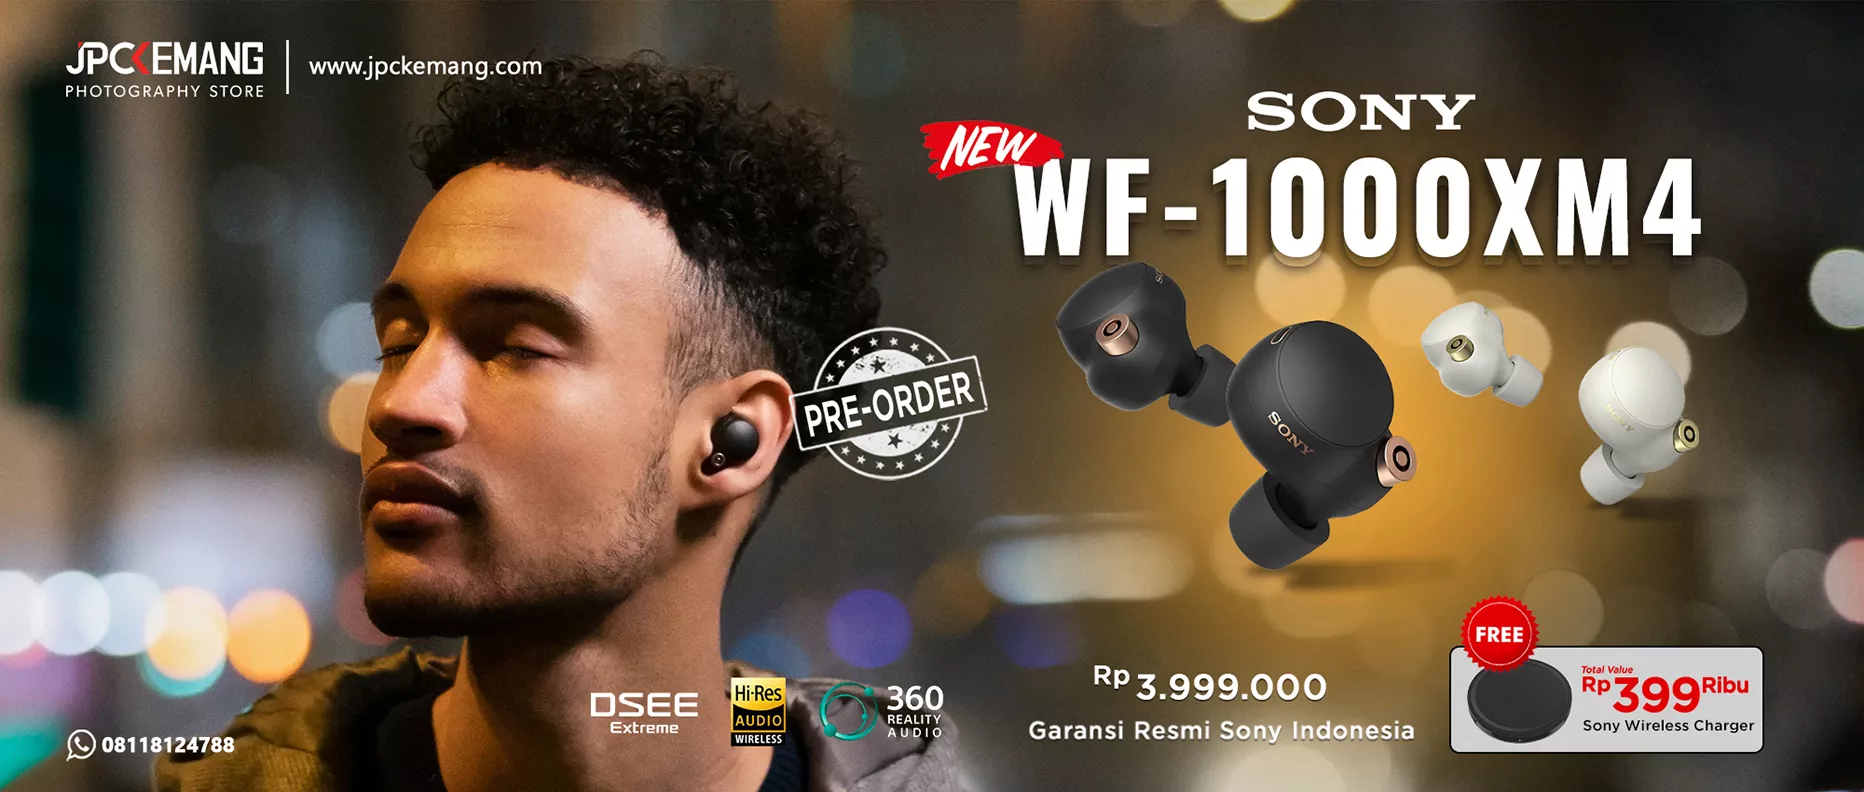 JPCKEMANG
PHOTOGRAPHY STORE
www.jpckemang.com
SONY
NEW
WF-1000XM4
PRE-ORDER
SONY
SONY
SONY
DSEE
Extreme
Hi-Res
AUDIO
WIRELESS
360
REALITY
AUDIO
Rp 3.999.000
Garansi Resmi Sony Indonesia
FREE
Total Value
Rp 399 Ribu
Sony Wireless Charger
08118124788